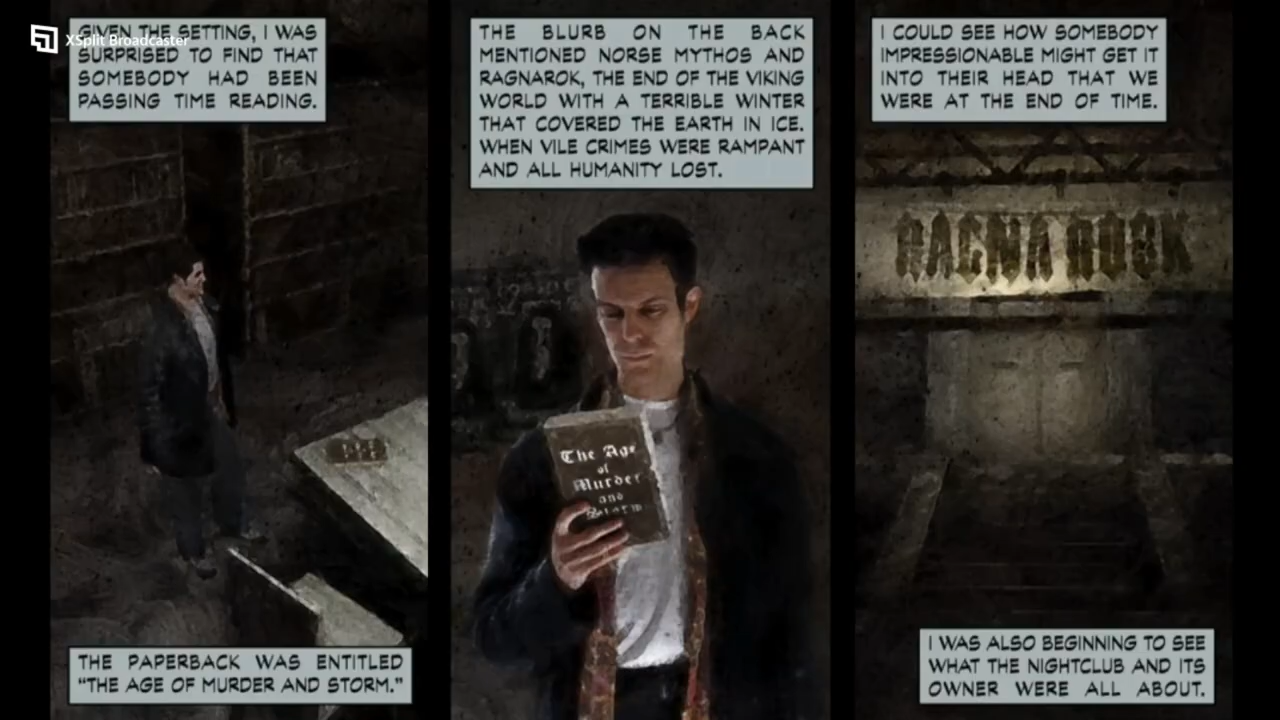 XSplit Broadcaster
GIVEN THE SETTING, I WAS
SURPRISED TO FIND THAT
SOMEBODY HAD BEEN
PASSING TIME READING.
THE PAPERBACK WAS ENTITLED
“THE AGE OF MURDER AND STORM.”
THE BLURB ON THE BACK
MENTIONED NORSE MYTHOS AND
RAGNAROK, THE END OF THE VIKING
WORLD WITH A TERRIBLE WINTER
THAT COVERED THE EARTH IN ICE.
WHEN VILE CRIMES WERE RAMPANT
AND ALL HUMANITY LOST.
The Age
of
Murder
and
Storm
I COULD SEE HOW SOMEBODY
IMPRESSIONABLE MIGHT GET IT
INTO THEIR HEAD THAT WE
WERE AT THE END OF TIME.
RAGNA ROCK
I WAS ALSO BEGINNING TO SEE
WHAT THE NIGHTCLUB AND ITS
OWNER WERE ALL ABOUT.